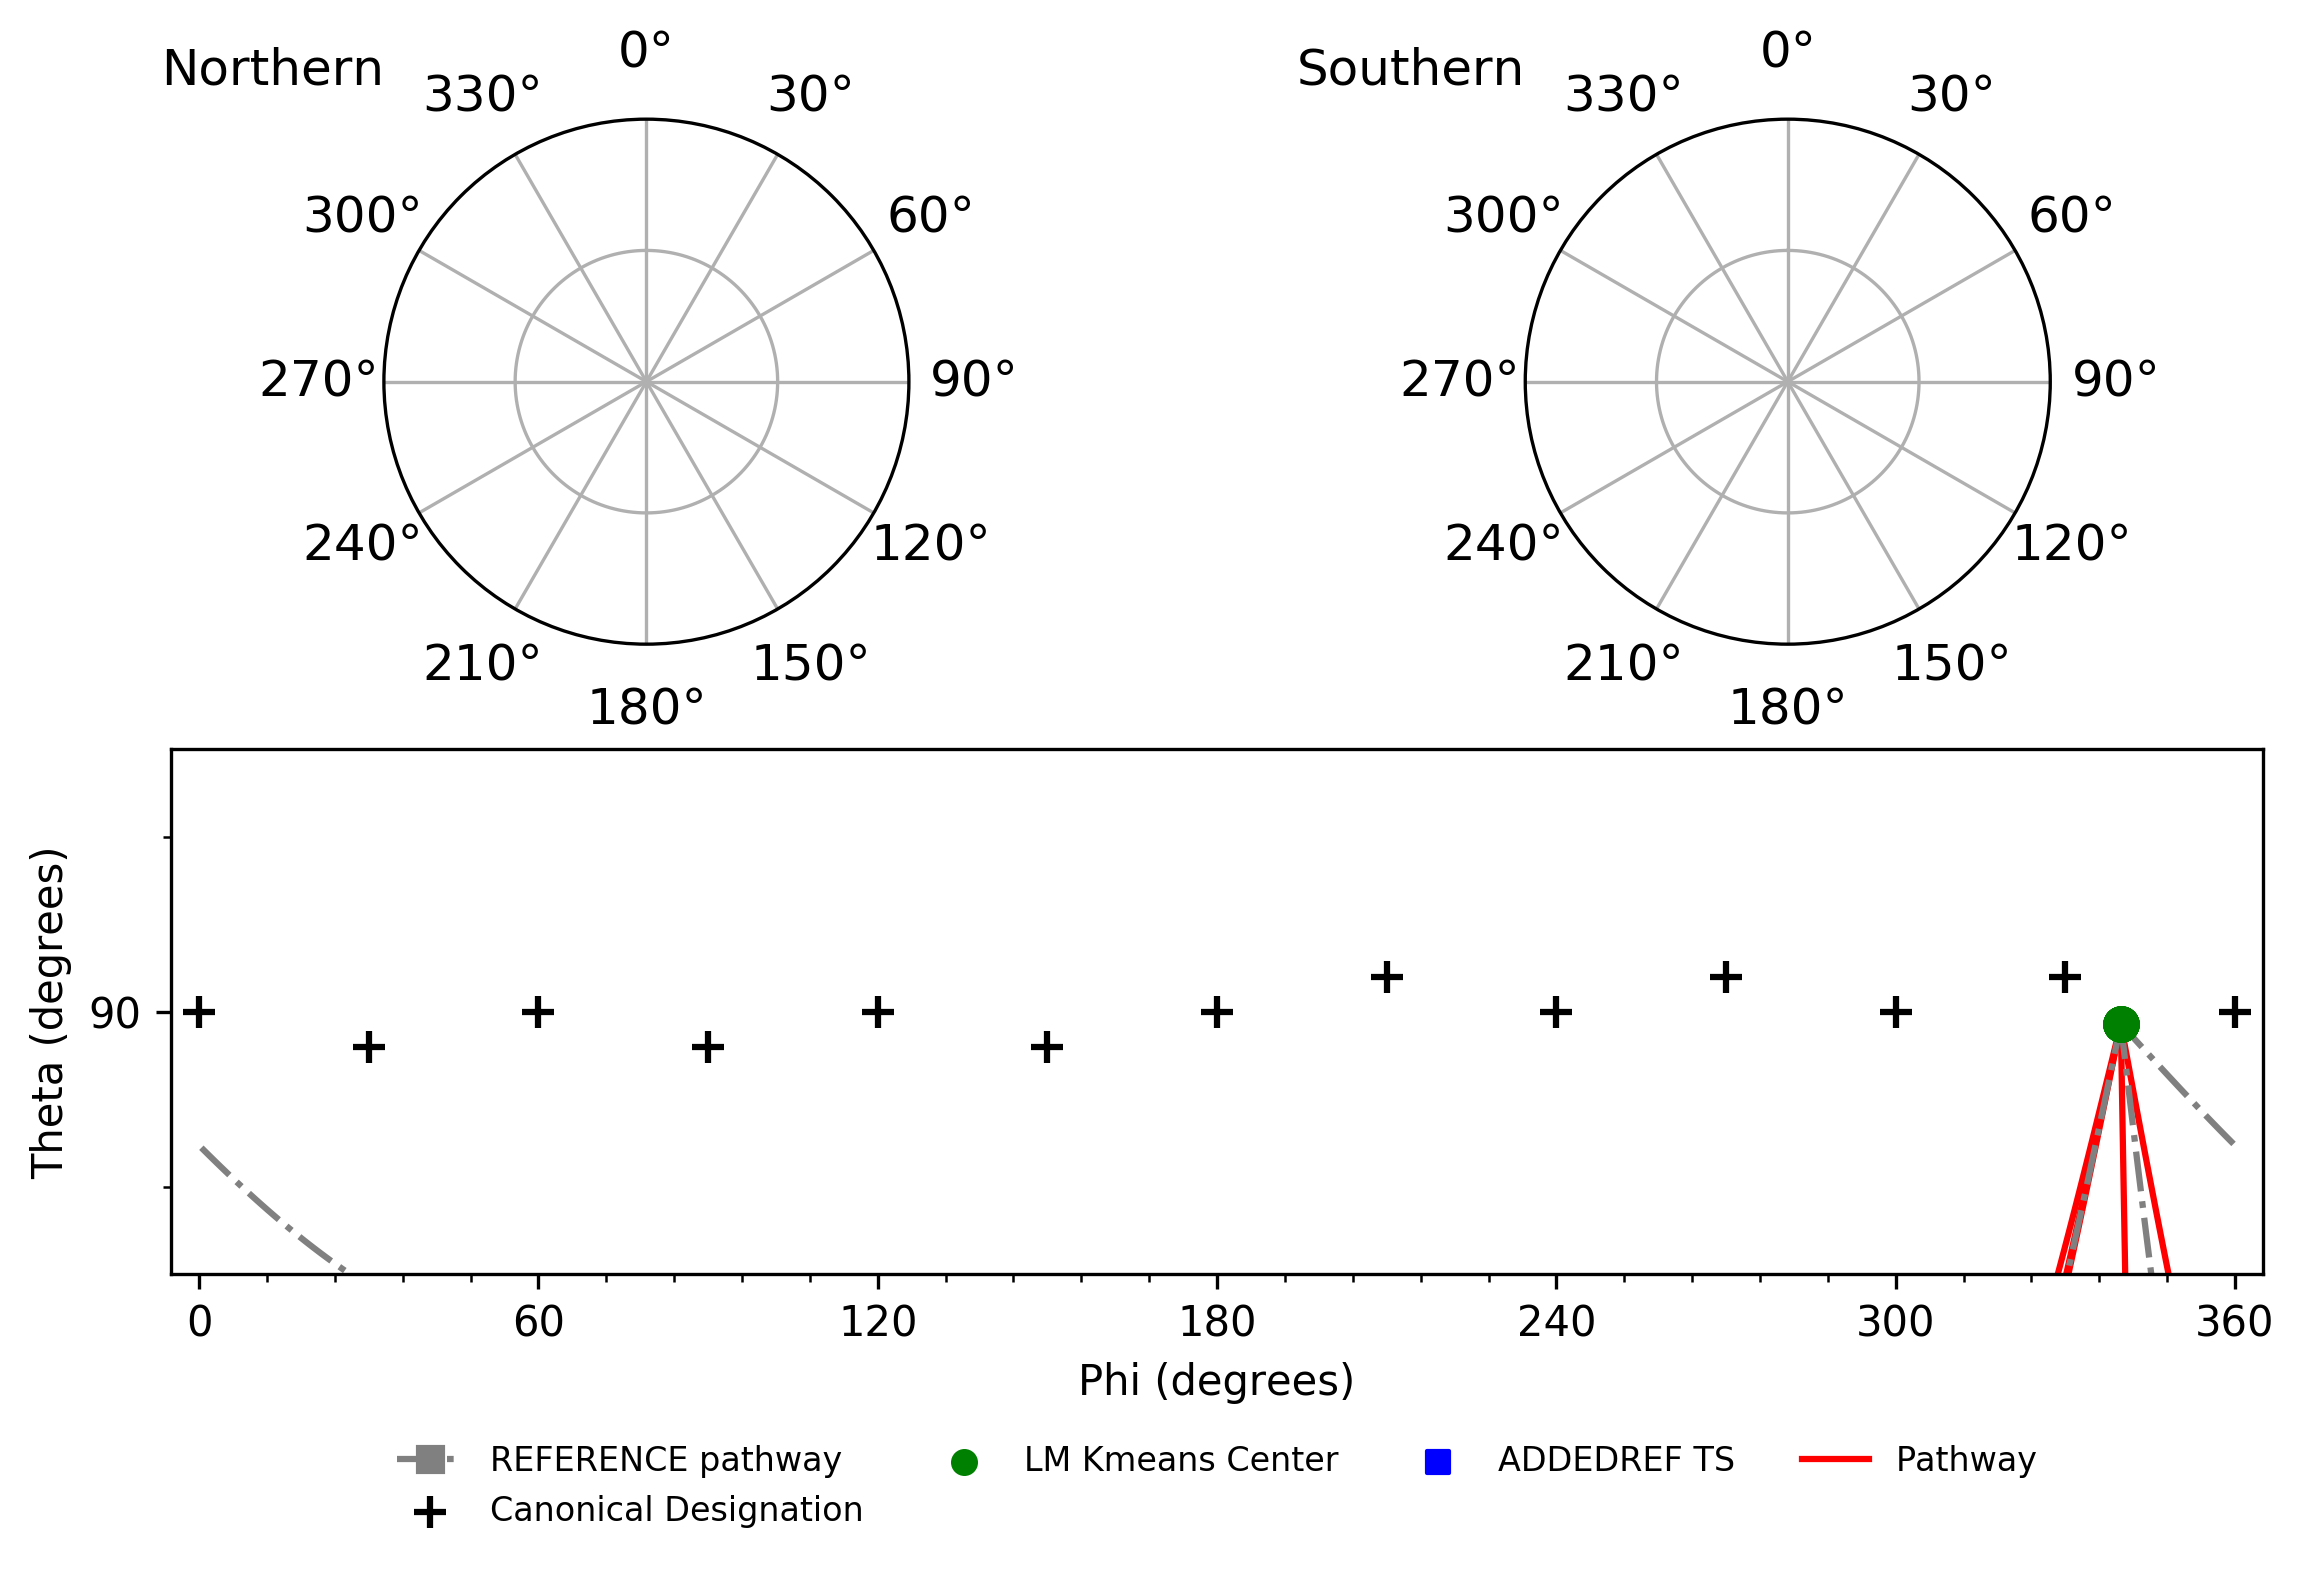 Northern
0°
330°
30°
300°
60°
270°
90°
240°
120°
210°
150°
180°
Southern
0°
330°
30°
300°
60°
270°
90°
240°
120°
210°
150°
180°
Theta (degrees)
90
0 60 120 180 240 300 360
Phi (degrees)
REFERENCE pathway
Canonical Designation
LM Kmeans Center
ADDEDREF TS
Pathway